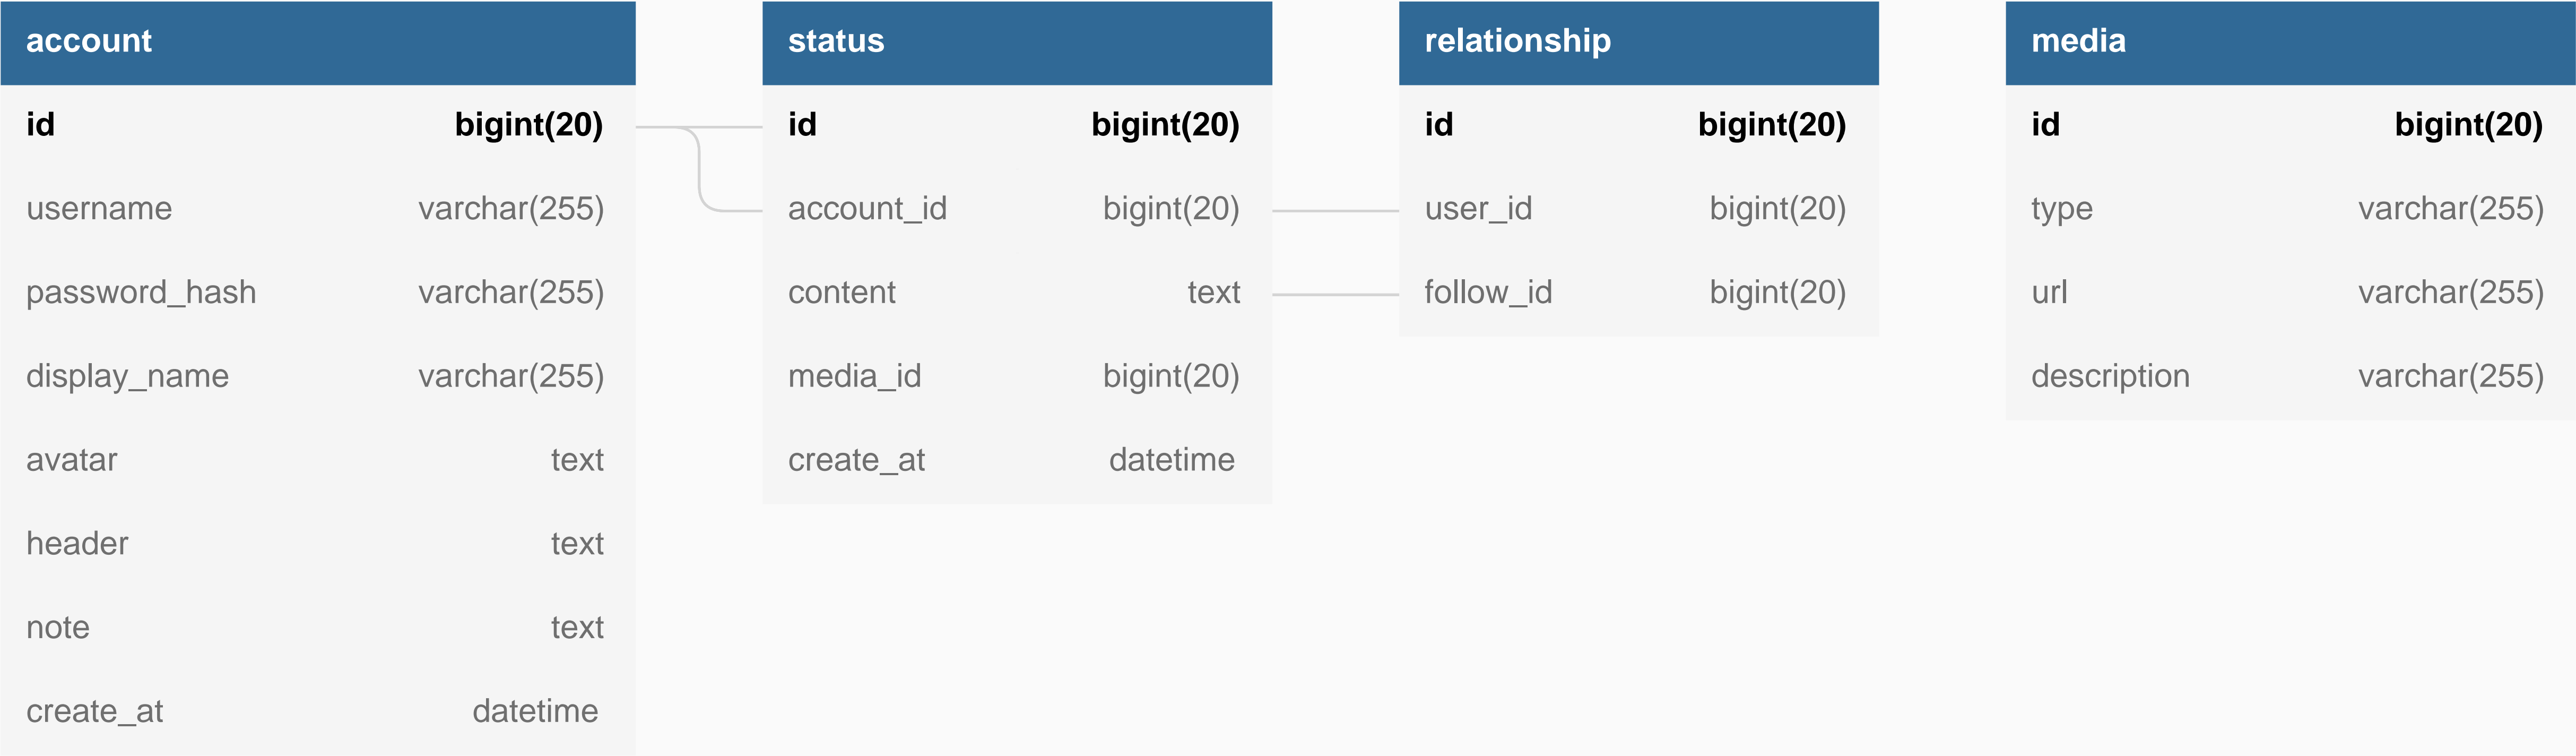 account
id bigint(20)
username varchar(255)
password_hash varchar(255)
display_name varchar(255)
avatar text
header text
note text
create_at datetime
status
id bigint(20)
account_id bigint(20)
content text
media_id bigint(20)
create_at datetime
relationship
id bigint(20)
user_id bigint(20)
follow_id bigint(20)
media
id bigint(20)
type varchar(255)
url varchar(255)
description varchar(255)